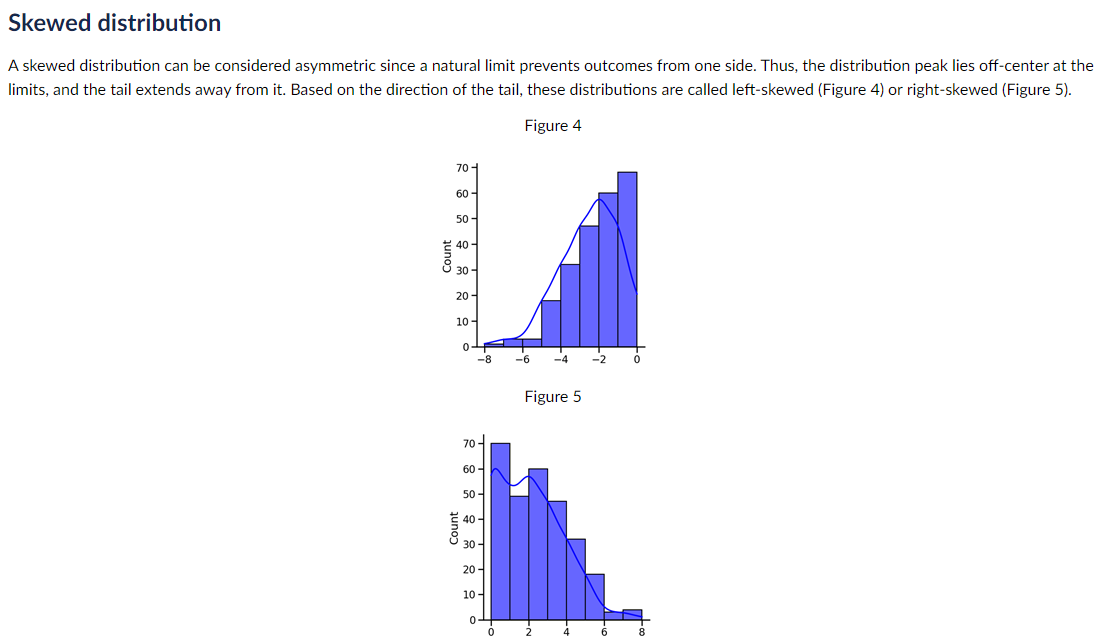 Skewed distribution
A skewed distribution can be considered asymmetric since a natural limit prevents outcomes from one side. Thus, the distribution peak lies off-center at the
limits, and the tail extends away from it. Based on the direction of the tail, these distributions are called left-skewed (Figure 4) or right-skewed (Figure 5).
Figure 4
70
60
50
40
30
20
10
0
Count
−8 −6 −4 −2 0
Figure 5
70
60
50
40
30
20
10
0
Count
0 2 4 6 8